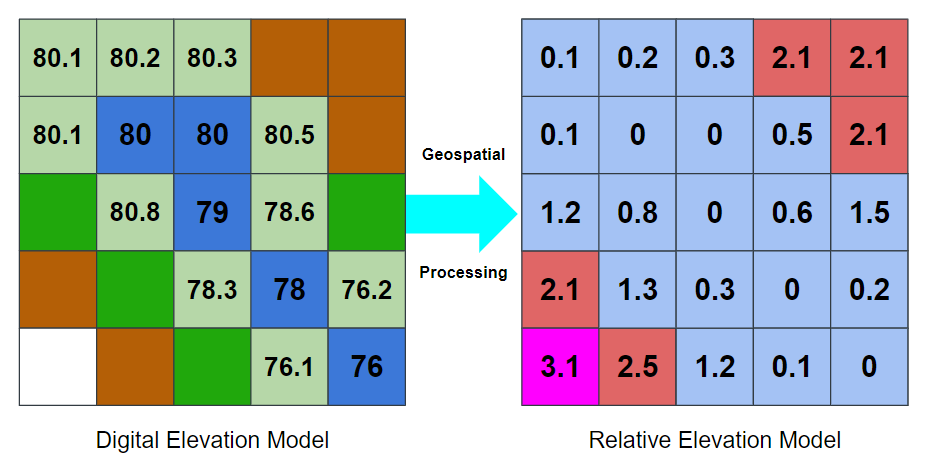 80.1 80.2 80.3
80.1 80 80 80.5
80.8 79 78.6
78.3 78 76.2
76.1 76
Geospatial
Processing
0.1 0.2 0.3 2.1 2.1
0.1 0 0 0.5 2.1
1.2 0.8 0 0.6 1.5
2.1 1.3 0.3 0 0.2
3.1 2.5 1.2 0.1 0
Digital Elevation Model
Relative Elevation Model